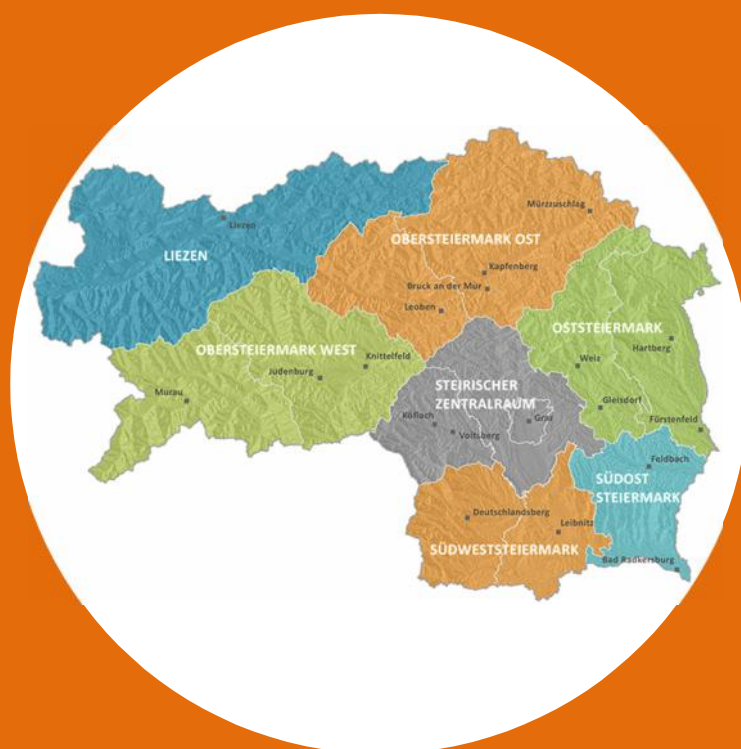 Mürzzuschlag
Liezen
OBERSTEIERMARK OST
LIEZEN
Kapfenberg
Bruck an der Mur
Leoben
OSTSTEIERMARK
OBERSTEIERMARK WEST
Hartberg
Knittelfeld
Weiz
Judenburg
STEIRISCHER
ZENTRALRAUM
Murau
Gleisdorf
Köflach
Graz
Fürstenfeld
Voitsberg
Feldbach
SÜDOST
STEIERMARK
Deutschlandsberg
Leibnitz
SÜDWESTSTEIERMARK
Bad Radkersburg